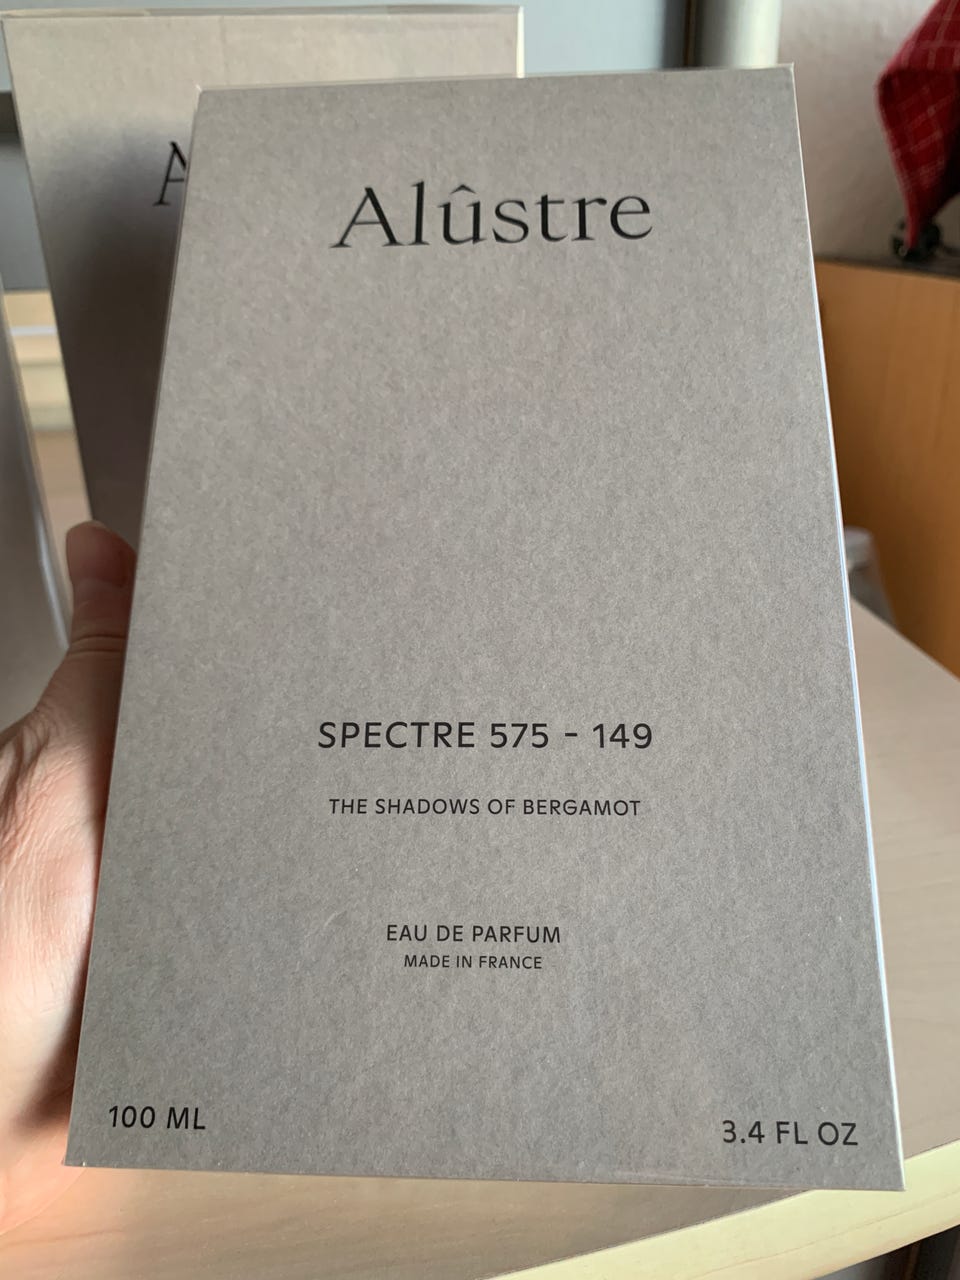 Alûstre
SPECTRE 575 - 149
THE SHADOWS OF BERGAMOT
EAU DE PARFUM
MADE IN FRANCE
100 ML
3.4 FL OZ